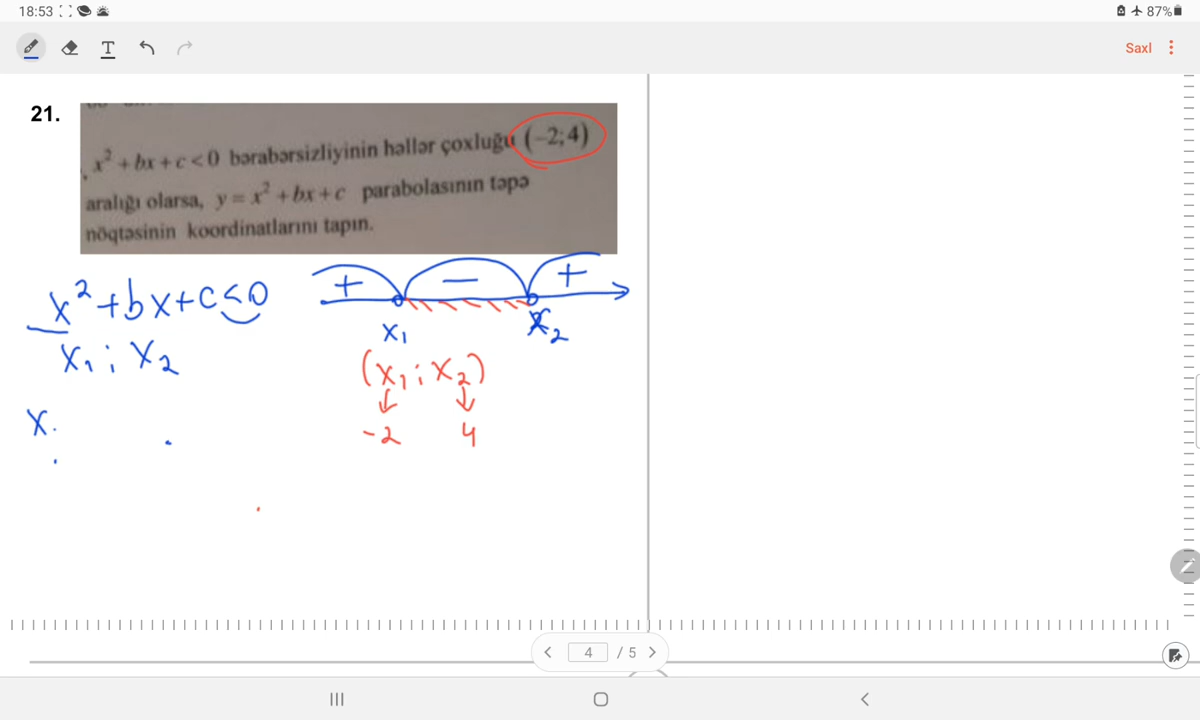 18:53
87%
T
Saxl
21.
x² + bx + c < 0 bərabərsizliyinin həllər çoxluğu (-2;4)
aralığı olarsa, y = x² + bx + c parabolasının təpə
nöqtəsinin koordinatlarını tapın.
x²+bx+c<0
+ − +
x₁ x₂
x₁; x₂
(x₁; x₂)
↓ ↓
-2 4
x.
4 / 5